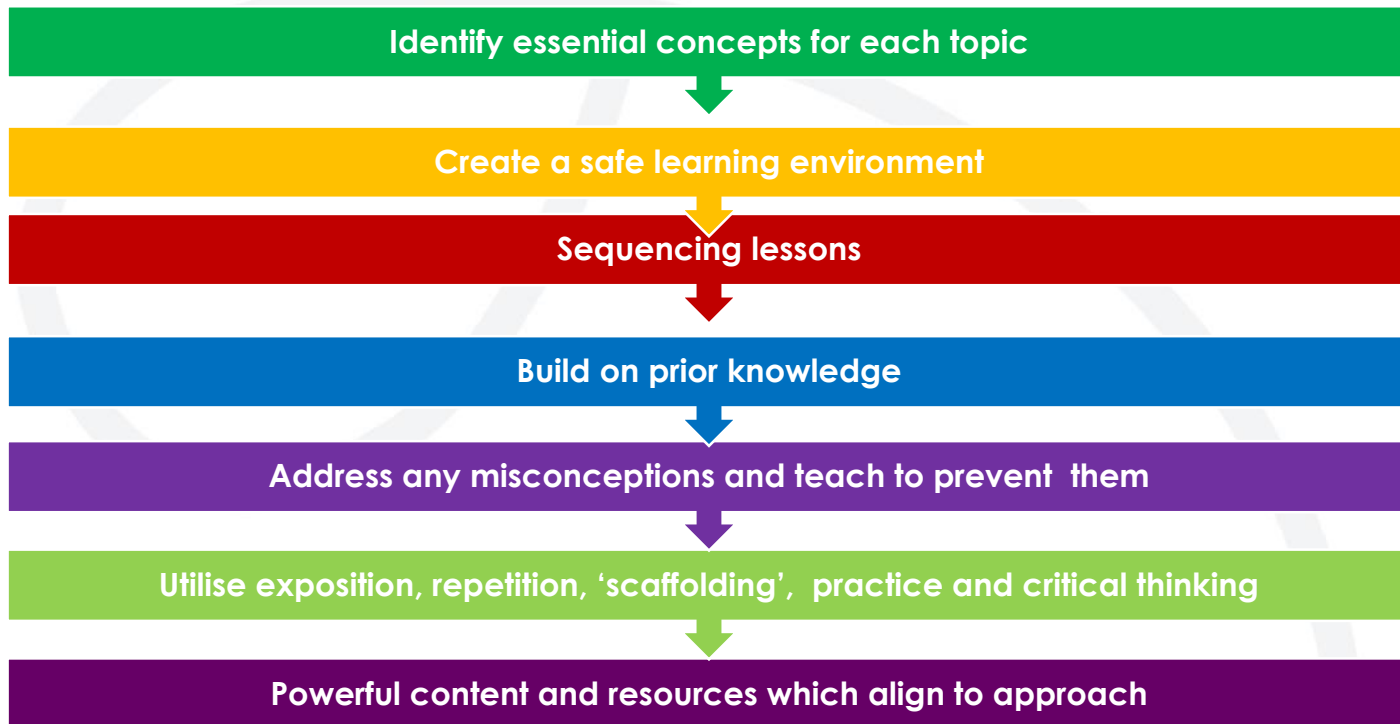 Identify essential concepts for each topic
Create a safe learning environment
Sequencing lessons
Build on prior knowledge
Address any misconceptions and teach to prevent  them
Utilise exposition, repetition, ‘scaffolding’,  practice and critical thinking
Powerful content and resources which align to approach